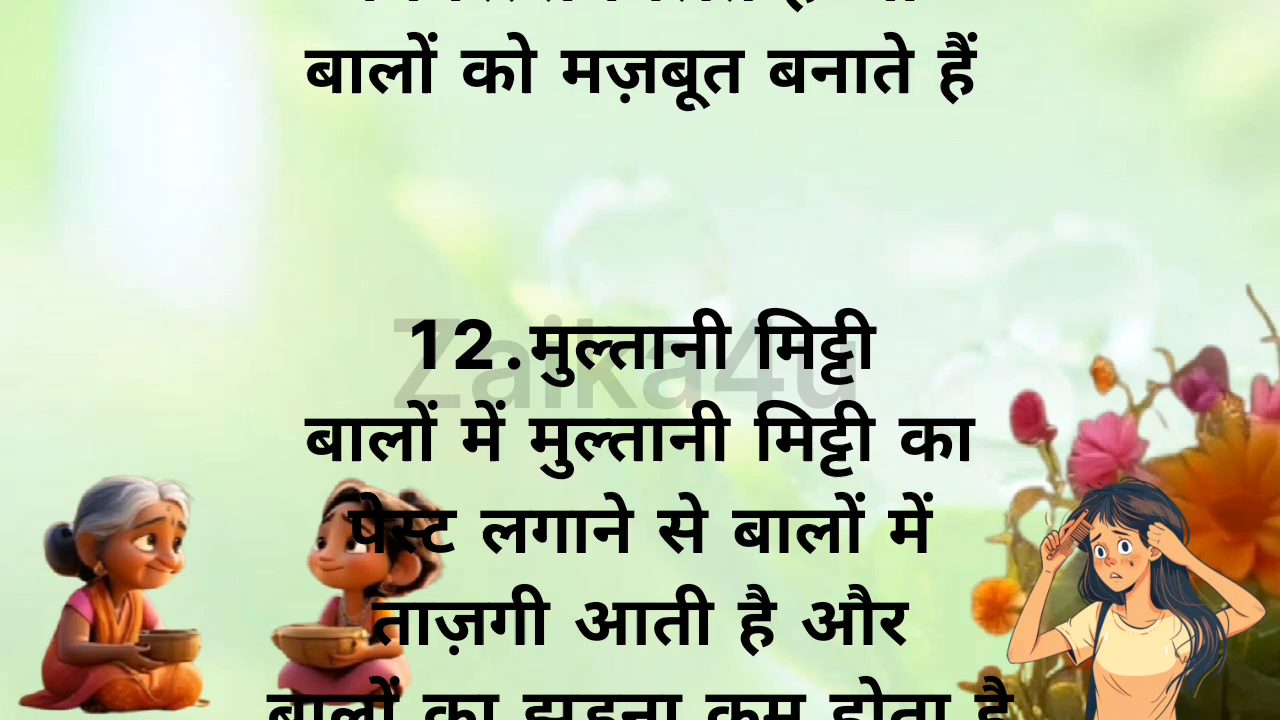 बालों को मज़बूत बनाते हैं
12.मुल्तानी मिट्टी
Zaika4u
बालों में मुल्तानी मिट्टी का
पेस्ट लगाने से बालों में
ताज़गी आती है और
बालों का झड़ना कम होता है